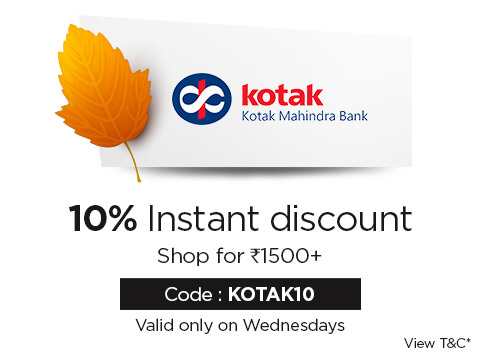 kotak
Kotak Mahindra Bank
10% Instant discount
Shop for ₹1500+
Code : KOTAK10
Valid only on Wednesdays
View T&C*